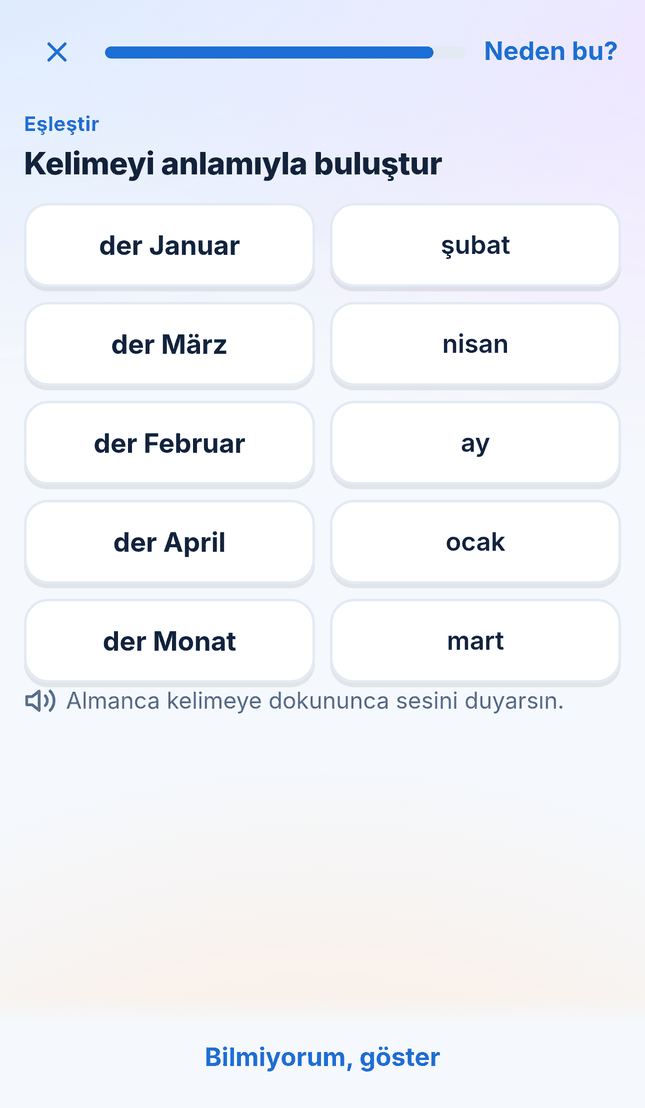 Neden bu?
Eşleştir
Kelimeyi anlamıyla buluştur
der Januar
şubat
der März
nisan
der Februar
ay
der April
ocak
der Monat
mart
Almanca kelimeye dokununca sesini duyarsın.
Bilmiyorum, göster